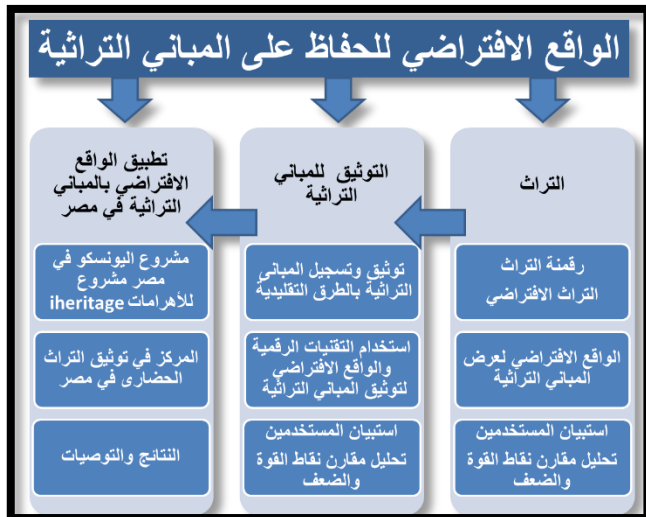 الواقع الافتراضي للحفاظ على المباني التراثية
التراث
رقمنة التراث
التراث الافتراضي
الواقع الافتراضي لعرض
المباني التراثية
استبيان المستخدمين
تحليل مقارن نقاط القوة
والضعف
التوثيق للمباني
التراثية
توثيق وتسجيل المباني
التراثية بالطرق التقليدية
استخدام التقنيات الرقمية
والواقع الافتراضي
لتوثيق المباني التراثية
استبيان المستخدمين
تحليل مقارن نقاط القوة
والضعف
تطبيق الواقع
الافتراضي بالمباني
التراثية في مصر
مشروع اليونسكو في
مصر مشروع
للأهرامات iheritage
المركز في توثيق التراث
الحضارى في مصر
النتائج والتوصيات